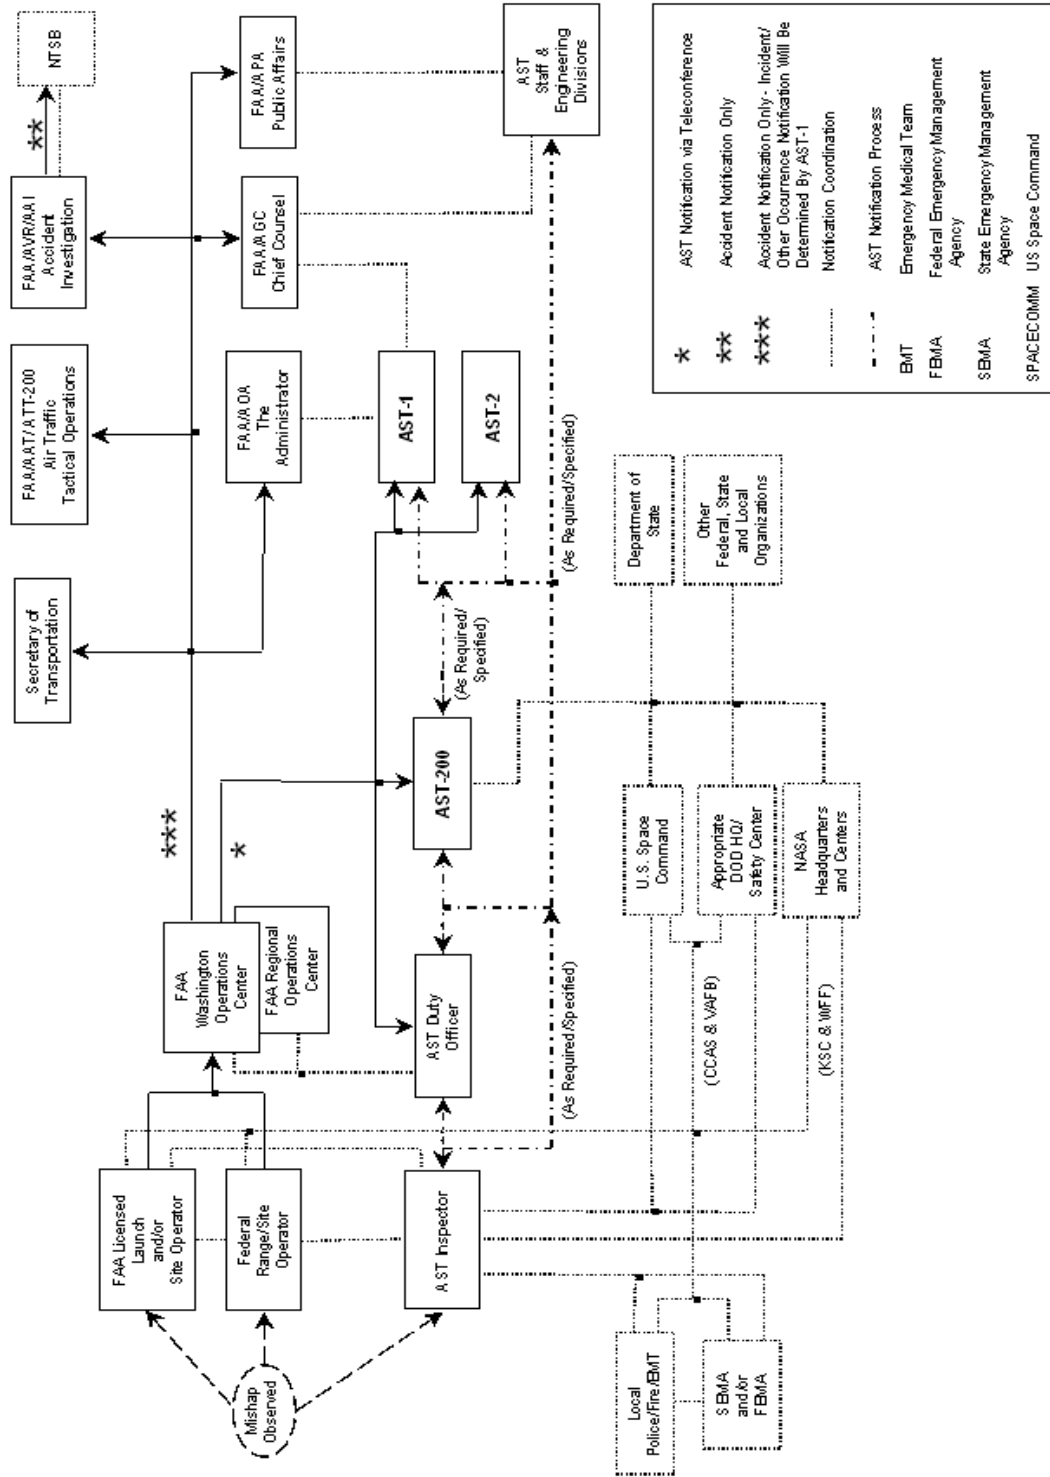 Mishap
Observed
FAA Licensed
Launch
and/or
Site Operator
Federal
Range/Site
Operator
AST Inspector
Local
Police/Fire/EMT
SEMA
and/or
FEMA
FAA
Washington
Operations
Center
FAA Regional
Operations
Center
AST Duty
Officer
(As Required/Specified)
(CCAS & VAFB)
(KSC & WFF)
***
*
AST-200
(As Required/
Specified)
U.S. Space
Command
Appropriate
DOD HQ/
Safety Center
NASA
Headquarters
and Centers
Department of
State
Other
Federal, State
and Local
Organizations
Secretary of
Transportation
FAA/AAT/ATT-200
Air Traffic
Tactical Operations
FAA/AVR/AAI
Accident
Investigation
**
NTSB
FAA/AOA
The
Administrator
FAA/AGC
Chief Counsel
FAA/APA
Public Affairs
AST-1
AST-2
(As Required/Specified)
AST
Staff &
Engineering
Divisions
* AST Notification via Teleconference
** Accident Notification Only
*** Accident Notification Only - Incident/
Other Occurrence Notification Will Be
Determined By AST-1
Notification Coordination
AST Notification Process
EMT Emergency Medical Team
FEMA Federal Emergency Management
Agency
SEMA State Emergency Management
Agency
SPACECOMM US Space Command